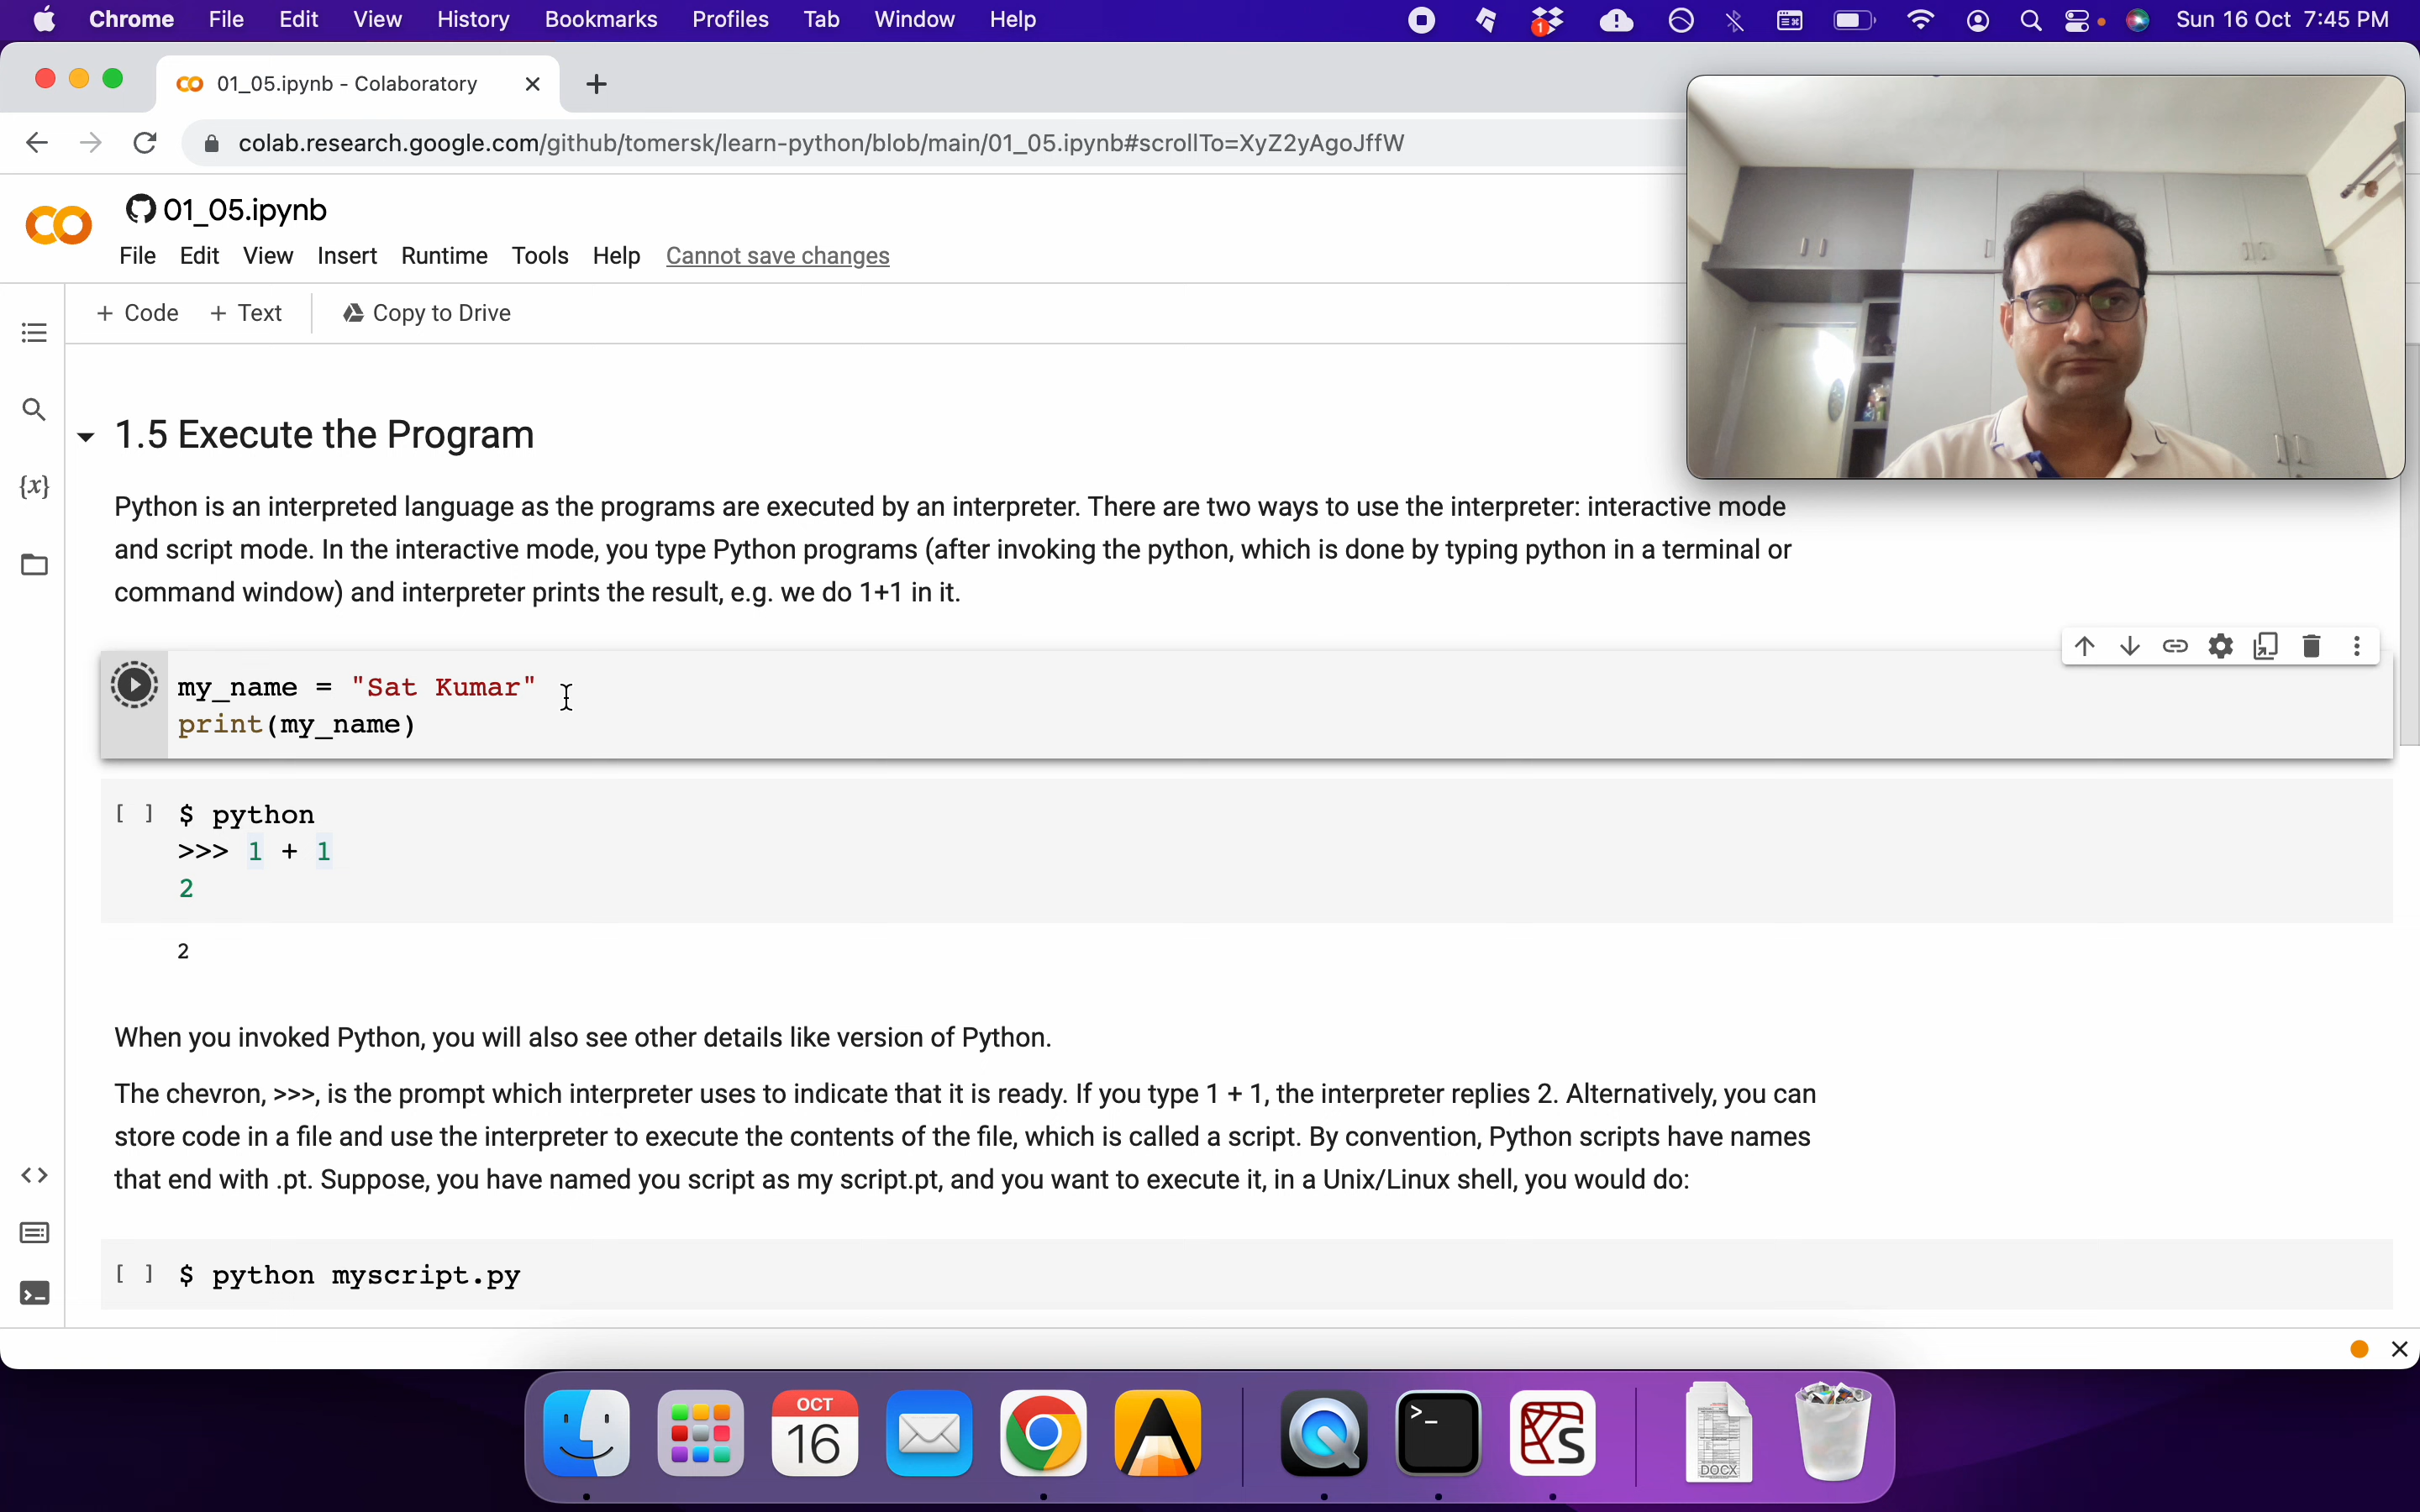 Chrome File Edit View History Bookmarks Profiles Tab Window Help 1 Sun 16 Oct 7:45 PM
01_05.ipynb - Colaboratory
colab.research.google.com/github/tomersk/learn-python/blob/main/01_05.ipynb#scrollTo=XyZ2yAgoJffW
01_05.ipynb
File Edit View Insert Runtime Tools Help Cannot save changes
+ Code + Text Copy to Drive
1.5 Execute the Program
{x}
Python is an interpreted language as the programs are executed by an interpreter. There are two ways to use the interpreter: interactive mode
and script mode. In the interactive mode, you type Python programs (after invoking the python, which is done by typing python in a terminal or
command window) and interpreter prints the result, e.g. we do 1+1 in it.
my_name = "Sat Kumar"
print(my_name)
[ ] $ python
>>> 1 + 1
2
2
When you invoked Python, you will also see other details like version of Python.
The chevron, >>>, is the prompt which interpreter uses to indicate that it is ready. If you type 1 + 1, the interpreter replies 2. Alternatively, you can
store code in a file and use the interpreter to execute the contents of the file, which is called a script. By convention, Python scripts have names
that end with .pt. Suppose, you have named you script as my script.pt, and you want to execute it, in a Unix/Linux shell, you would do:
[ ] $ python myscript.py
OCT
16
>_
S
DOCX